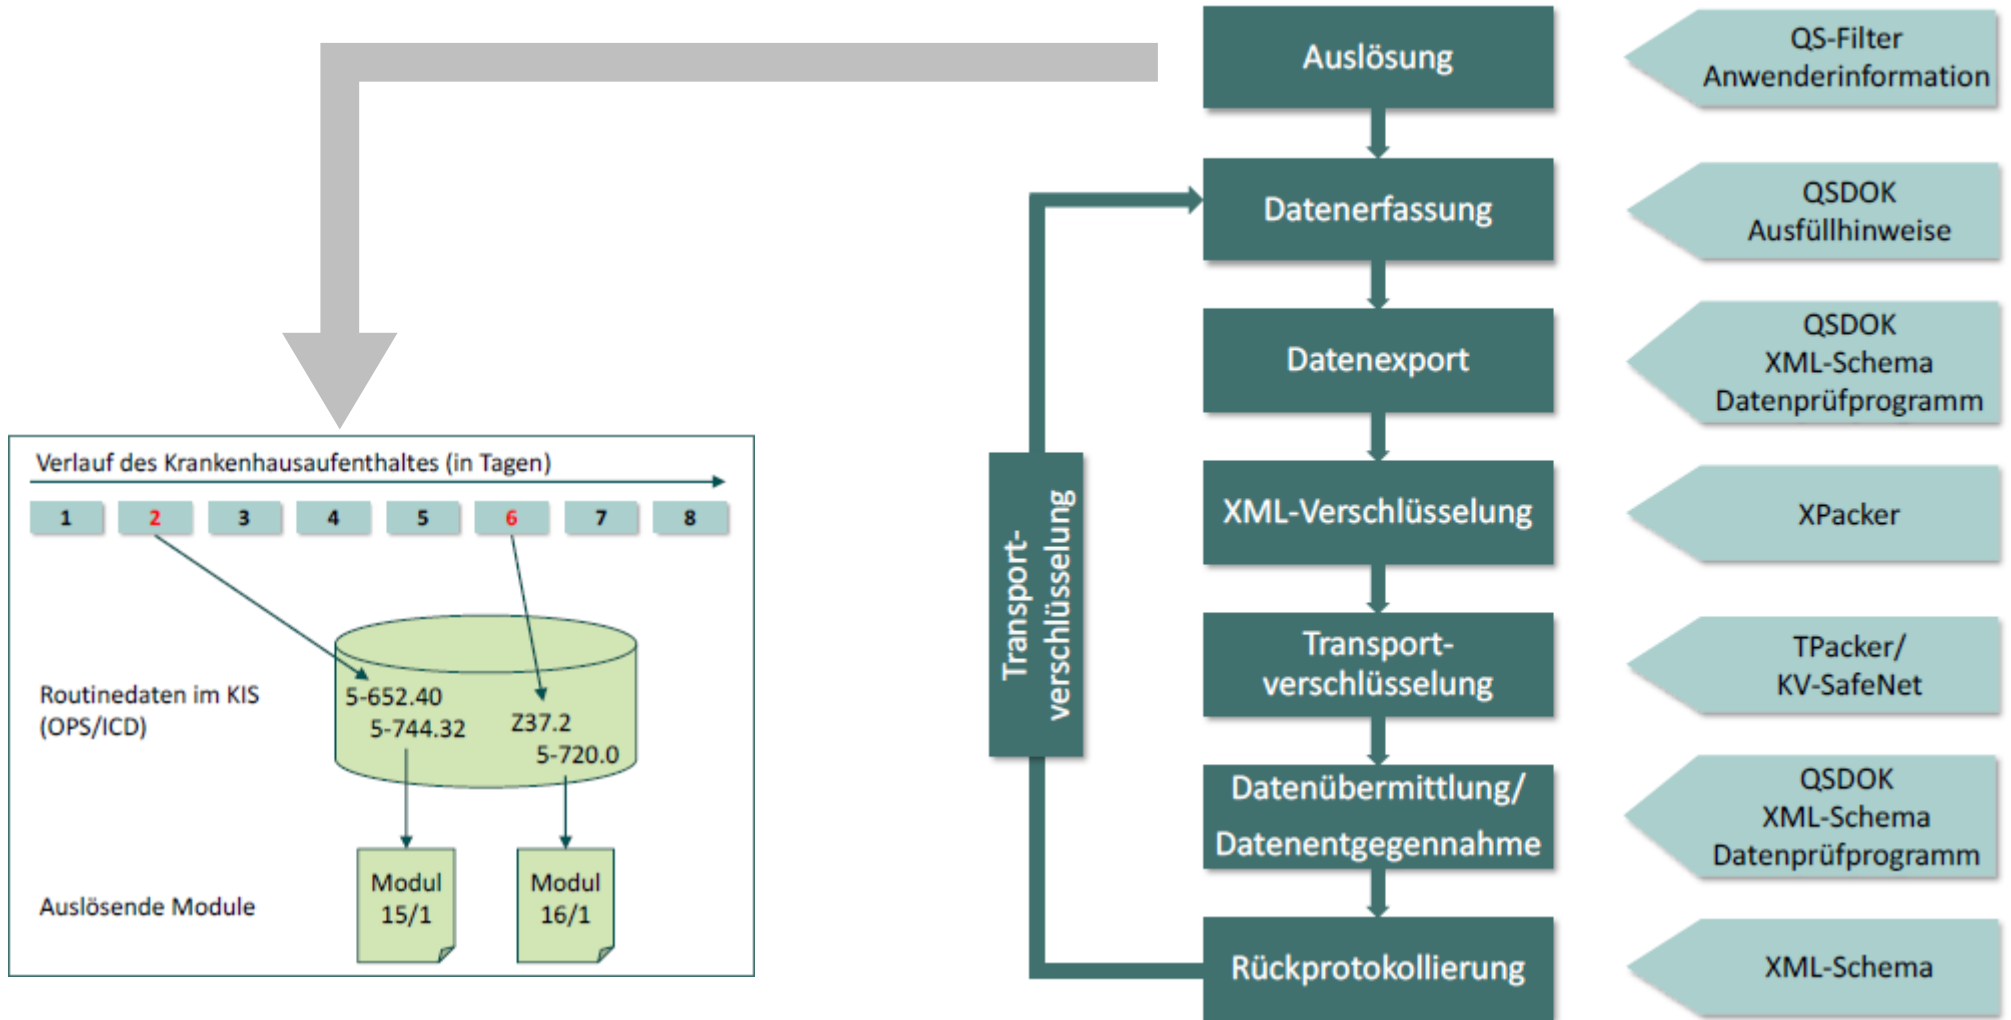 Auslösung
QS-Filter
Anwenderinformation
Datenerfassung
QSDOK
Ausfüllhinweise
Datenexport
QSDOK
XML-Schema
Datenprüfprogramm
XML-Verschlüsselung
XPacker
Transport-
verschlüsselung
TPacker/
KV-SafeNet
Datenübermittlung/
Datenentgegennahme
QSDOK
XML-Schema
Datenprüfprogramm
Rückprotokollierung
XML-Schema
Transport-
verschlüsselung
Verlauf des Krankenhausaufenthaltes (in Tagen)
1 2 3 4 5 6 7 8
Routinedaten im KIS
(OPS/ICD)
5-652.40
5-744.32
Z37.2
5-720.0
Auslösende Module
Modul
15/1
Modul
16/1